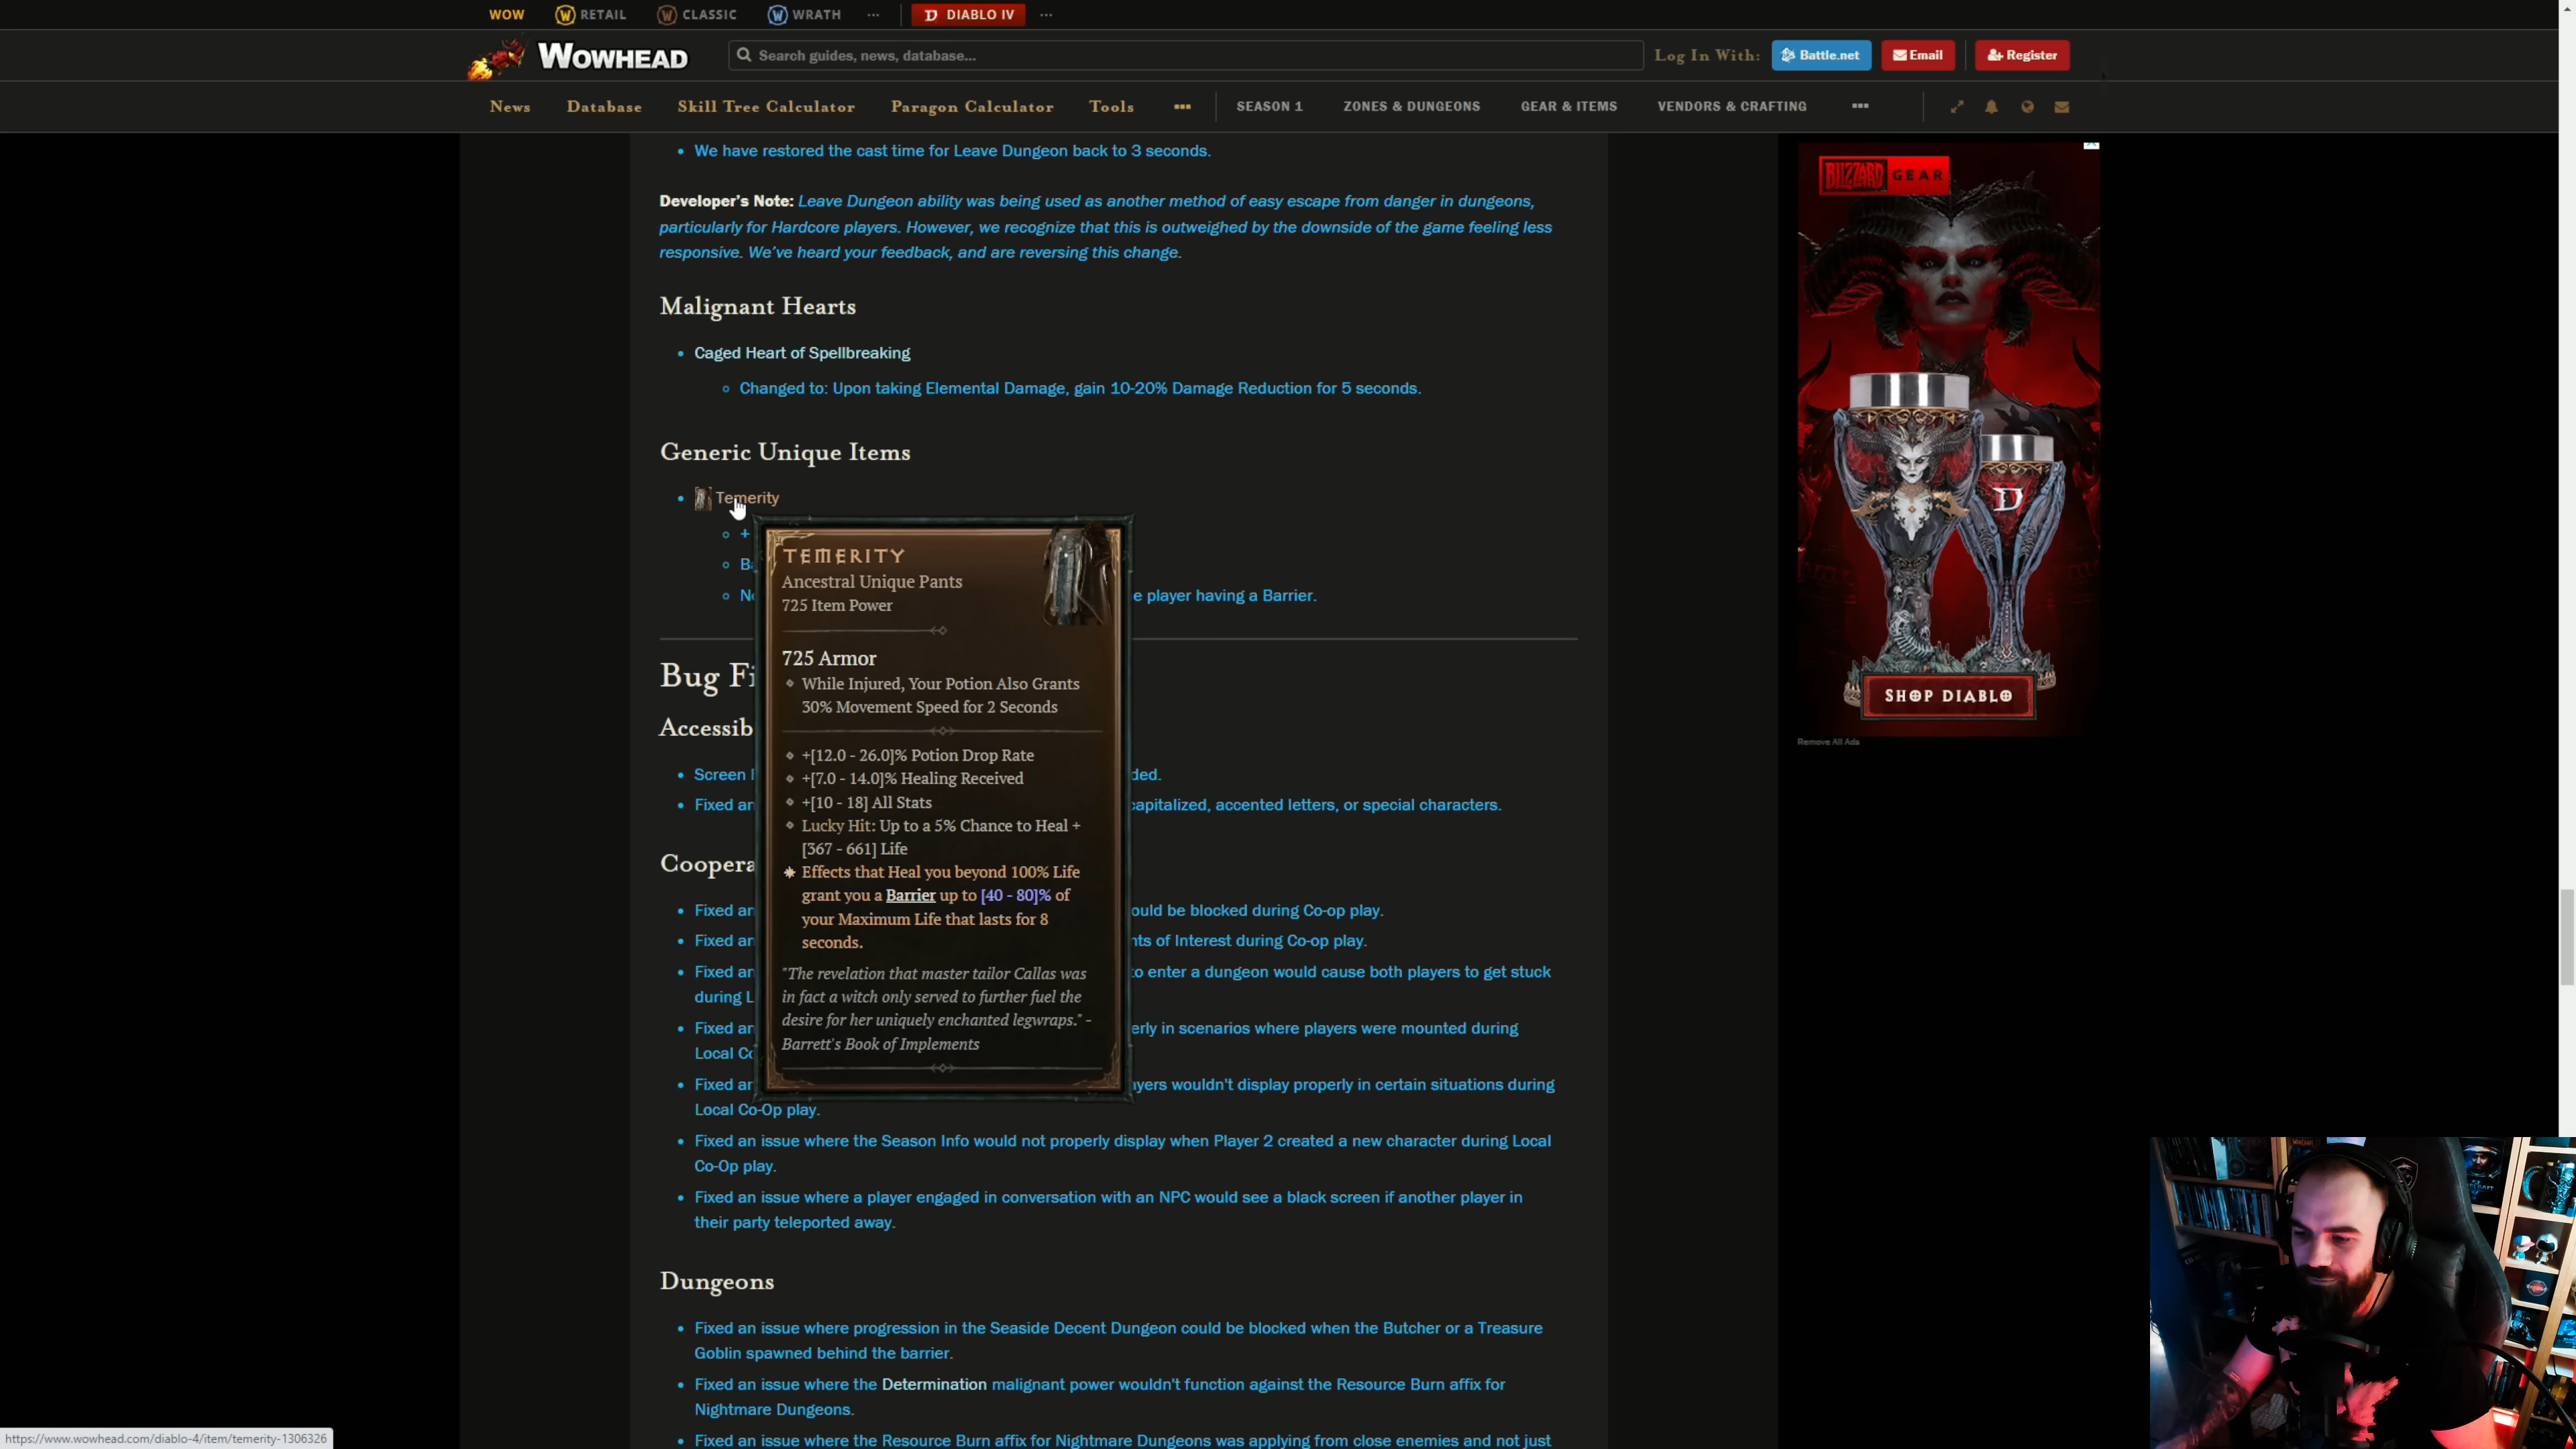 WOW RETAIL CLASSIC WRATH ... D DIABLO IV ...
WOWHEAD Search guides, news, database... Log In With: Battle.net Email Register
News Database Skill Tree Calculator Paragon Calculator Tools ... SEASON 1 ZONES & DUNGEONS GEAR & ITEMS VENDORS & CRAFTING ...
• We have restored the cast time for Leave Dungeon back to 3 seconds.
Developer's Note: Leave Dungeon ability was being used as another method of easy escape from danger in dungeons,
particularly for Hardcore players. However, we recognize that this is outweighed by the downside of the game feeling less
responsive. We've heard your feedback, and are reversing this change.
Malignant Hearts
• Caged Heart of Spellbreaking
Changed to: Upon taking Elemental Damage, gain 10-20% Damage Reduction for 5 seconds.
Generic Unique Items
• Temerity
+
e player having a Barrier.
TEMERITY
Ancestral Unique Pants
725 Item Power
725 Armor
While Injured, Your Potion Also Grants
30% Movement Speed for 2 Seconds
+[12.0 - 26.0]% Potion Drop Rate
+[7.0 - 14.0]% Healing Received
+[10 - 18] All Stats
Lucky Hit: Up to a 5% Chance to Heal +
[367 - 661] Life
Effects that Heal you beyond 100% Life
grant you a Barrier up to [40 - 80]% of
your Maximum Life that lasts for 8
seconds.
"The revelation that master tailor Callas was
in fact a witch only served to further fuel the
desire for her uniquely enchanted legwraps." -
Barrett's Book of Implements
Bug Fi
Accessib
• Screen ded.
• Fixed an capitalized, accented letters, or special characters.
Coopera
• Fixed an ould be blocked during Co-op play.
• Fixed an nts of Interest during Co-op play.
• Fixed an to enter a dungeon would cause both players to get stuck
during L
• Fixed an erly in scenarios where players were mounted during
Local Co
• Fixed an ayers wouldn't display properly in certain situations during
Local Co-Op play.
• Fixed an issue where the Season Info would not properly display when Player 2 created a new character during Local
Co-Op play.
• Fixed an issue where a player engaged in conversation with an NPC would see a black screen if another player in
their party teleported away.
Dungeons
• Fixed an issue where progression in the Seaside Decent Dungeon could be blocked when the Butcher or a Treasure
Goblin spawned behind the barrier.
• Fixed an issue where the Determination malignant power wouldn't function against the Resource Burn affix for
Nightmare Dungeons.
• Fixed an issue where the Resource Burn affix for Nightmare Dungeons was applying from close enemies and not just
BLIZZARD GEAR
D
SHOP DIABLO
Remove All Ads
https://www.wowhead.com/diablo-4/item/temerity-1306326